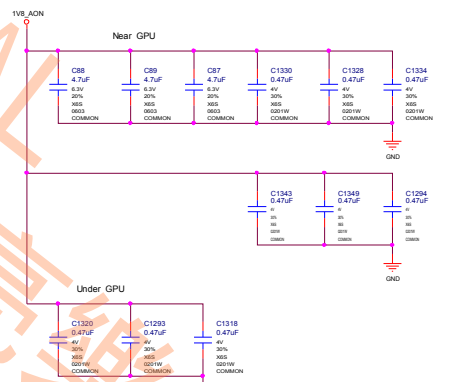 1V8_AON
Near GPU
C88 C89 C87 C1330 C1328 C1334
4.7uF 4.7uF 4.7uF 0.47uF 0.47uF 0.47uF
6.3V 6.3V 6.3V 4V 4V 4V
20% 20% 20% 30% 30% 30%
X6S X6S X6S X6S X6S X6S
0603 0603 0603 0201W 0201W 0201W
COMMON COMMON COMMON COMMON COMMON COMMON
GND
C1343 C1349 C1294
0.47uF 0.47uF 0.47uF
COMMON COMMON COMMON
GND
Under GPU
C1320 C1293 C1318
0.47uF 0.47uF 0.47uF
4V 4V 4V
30% 30% 30%
X6S X6S X6S
0201W 0201W 0201W
COMMON COMMON COMMON